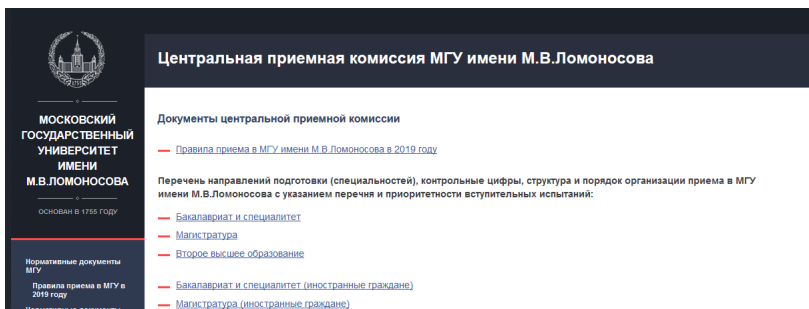 Центральная приемная комиссия МГУ имени М.В.Ломоносова
МОСКОВСКИЙ
ГОСУДАРСТВЕННЫЙ
УНИВЕРСИТЕТ
ИМЕНИ
М.В.ЛОМОНОСОВА
ОСНОВАН В 1755 ГОДУ
Нормативные документы
МГУ
Правила приема в МГУ в
2019 году
Нормативные документы
Документы центральной приемной комиссии
Правила приема в МГУ имени М.В.Ломоносова в 2019 году
Перечень направлений подготовки (специальностей), контрольные цифры, структура и порядок организации приема в МГУ
имени М.В.Ломоносова с указанием перечня и приоритетности вступительных испытаний:
Бакалавриат и специалитет
Магистратура
Второе высшее образование
Бакалавриат и специалитет (иностранные граждане)
Магистратура (иностранные граждане)